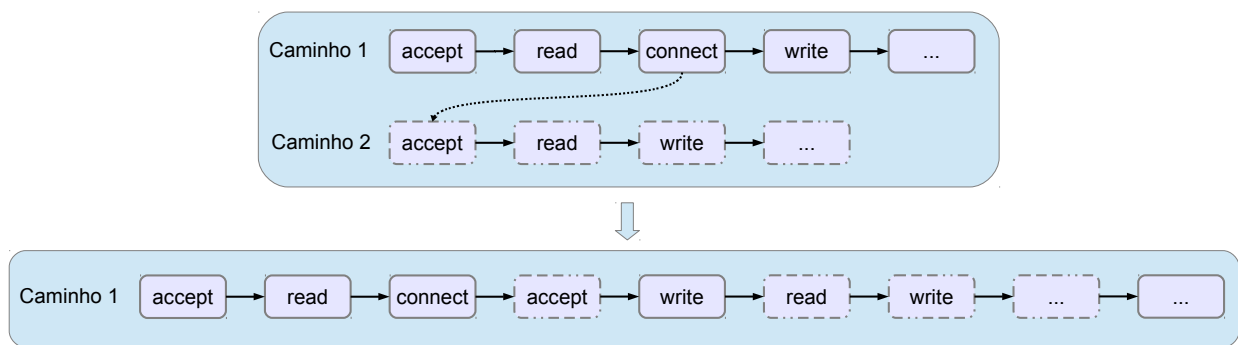 Caminho 1 accept read connect write ...
Caminho 2 accept read write ...
Caminho 1 accept read connect accept write read write ... ...